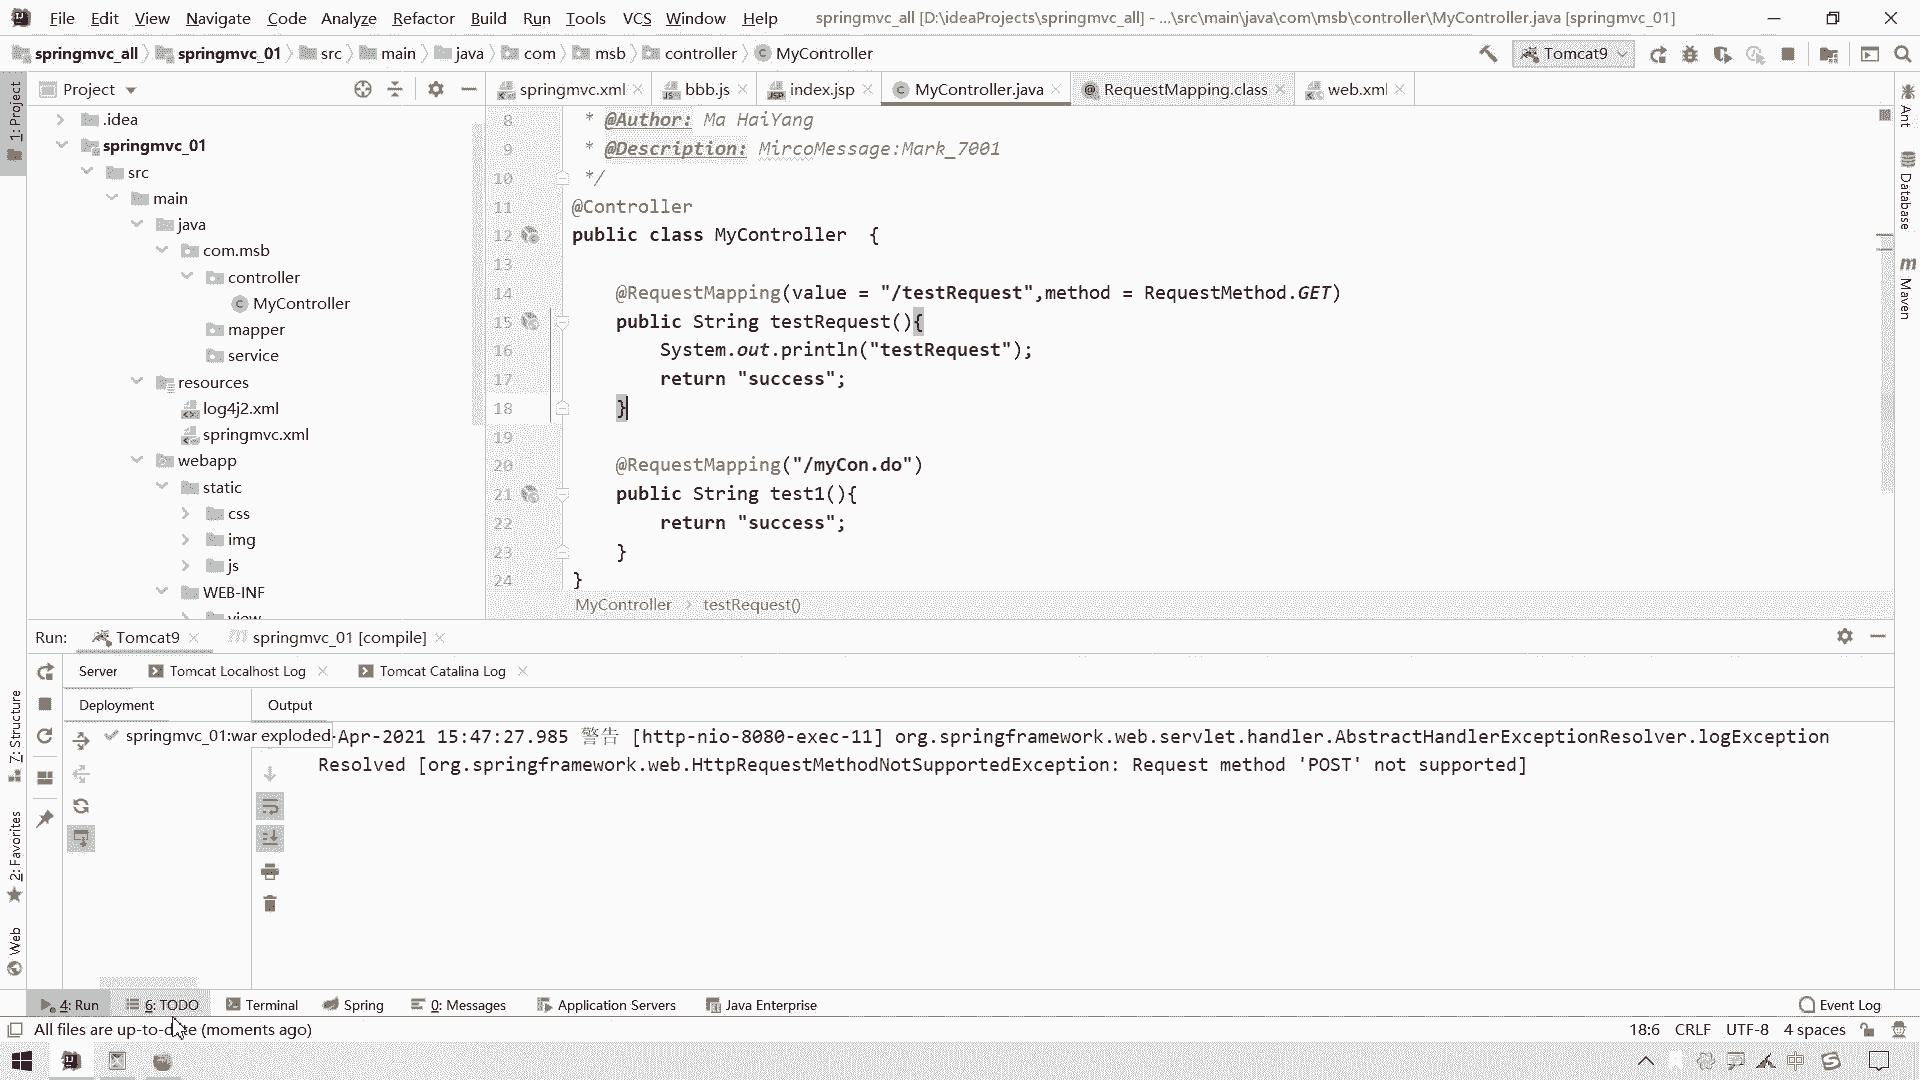 File Edit View Navigate Code Analyze Refactor Build Run Tools VCS Window Help springmvc_all [D:\ideaProjects\springmvc_all] - ...\src\main\java\com\msb\controller\MyController.java [springmvc_01]
springmvc_all springmvc_01 src main java com msb controller MyController Tomcat9
Project springmvc.xml bbb.js index.jsp MyController.java RequestMapping.class web.xml
1: Project
.idea
springmvc_01
src
main
java
com.msb
controller
MyController
mapper
service
resources
log4j2.xml
springmvc.xml
webapp
static
css
img
js
WEB-INF
view
8 * @Author: Ma HaiYang
9 * @Description: MircoMessage:Mark_7001
10 */
11 @Controller
12 public class MyController {
13
14 @RequestMapping(value = "/testRequest",method = RequestMethod.GET)
15 public String testRequest(){
16 System.out.println("testRequest");
17 return "success";
18 }
19
20 @RequestMapping("/myCon.do")
21 public String test1(){
22 return "success";
23 }
24 }
MyController testRequest()
Ant
Database
Maven
Run: Tomcat9 springmvc_01 [compile]
Server Tomcat Localhost Log Tomcat Catalina Log
Deployment Output
springmvc_01:war exploded
-Apr-2021 15:47:27.985 警告 [http-nio-8080-exec-11] org.springframework.web.servlet.handler.AbstractHandlerExceptionResolver.logException
Resolved [org.springframework.web.HttpRequestMethodNotSupportedException: Request method 'POST' not supported]
7: Structure
2: Favorites
Web
4: Run 6: TODO Terminal Spring 0: Messages Application Servers Java Enterprise Event Log
All files are up-to-date (moments ago) 18:6 CRLF UTF-8 4 spaces
中